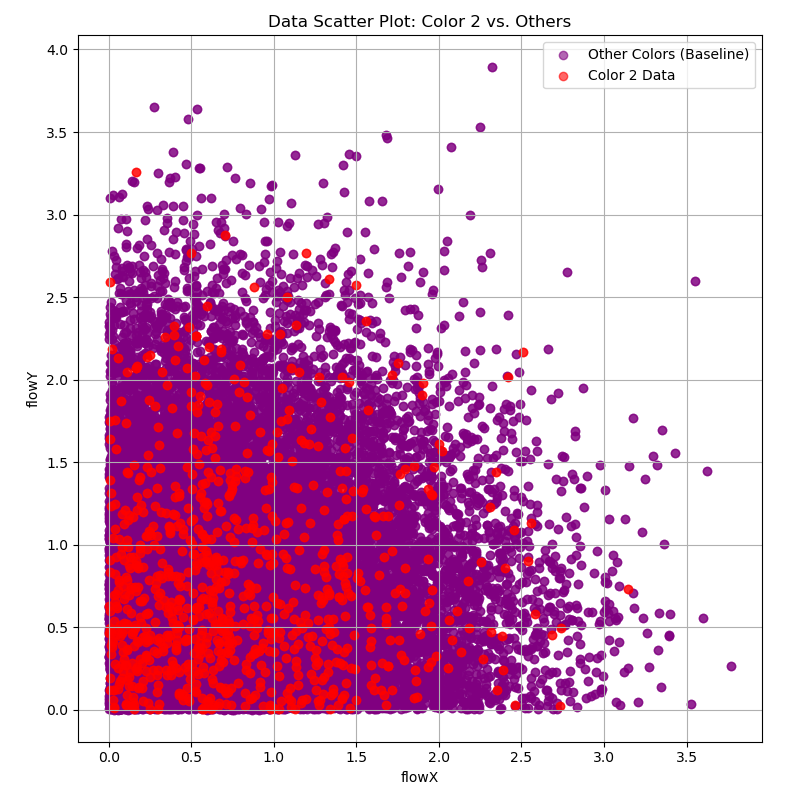 Data Scatter Plot: Color 2 vs. Others
Other Colors (Baseline)
Color 2 Data
4.0
3.5
3.0
2.5
2.0
1.5
1.0
0.5
0.0
flowY
0.0 0.5 1.0 1.5 2.0 2.5 3.0 3.5
flowX